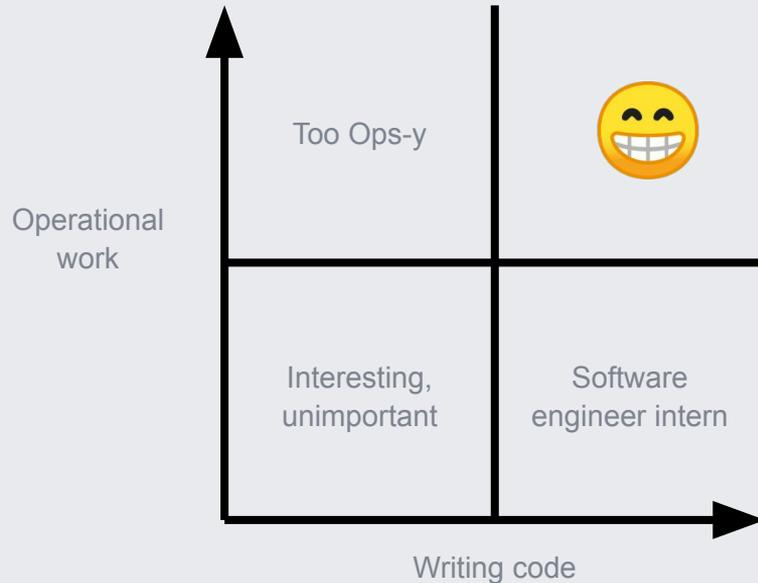 Too Ops-y
Operational
work
Interesting,
unimportant
Software
engineer intern
Writing code